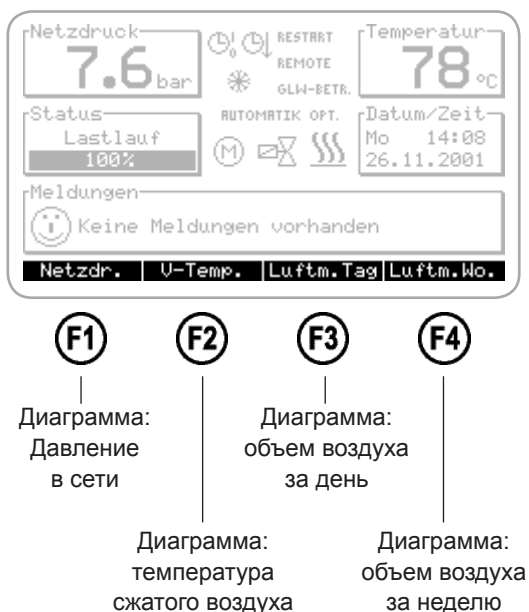 Netzdruck
7.6 bar
RESTART
REMOTE
GLW-BETR.
Temperatur
78 °C
Status
Lastlauf
100%
AUTOMATIK OPT.
M
Datum/Zeit
Mo 14:08
26.11.2001
Meldungen
i Keine Meldungen vorhanden
Netzdr. V-Temp. Luftm.Tag Luftm.Wo.
F1 F2 F3 F4
Диаграмма:
Давление
в сети
Диаграмма:
объем воздуха
за день
Диаграмма:
температура
сжатого воздуха
Диаграмма:
объем воздуха
за неделю